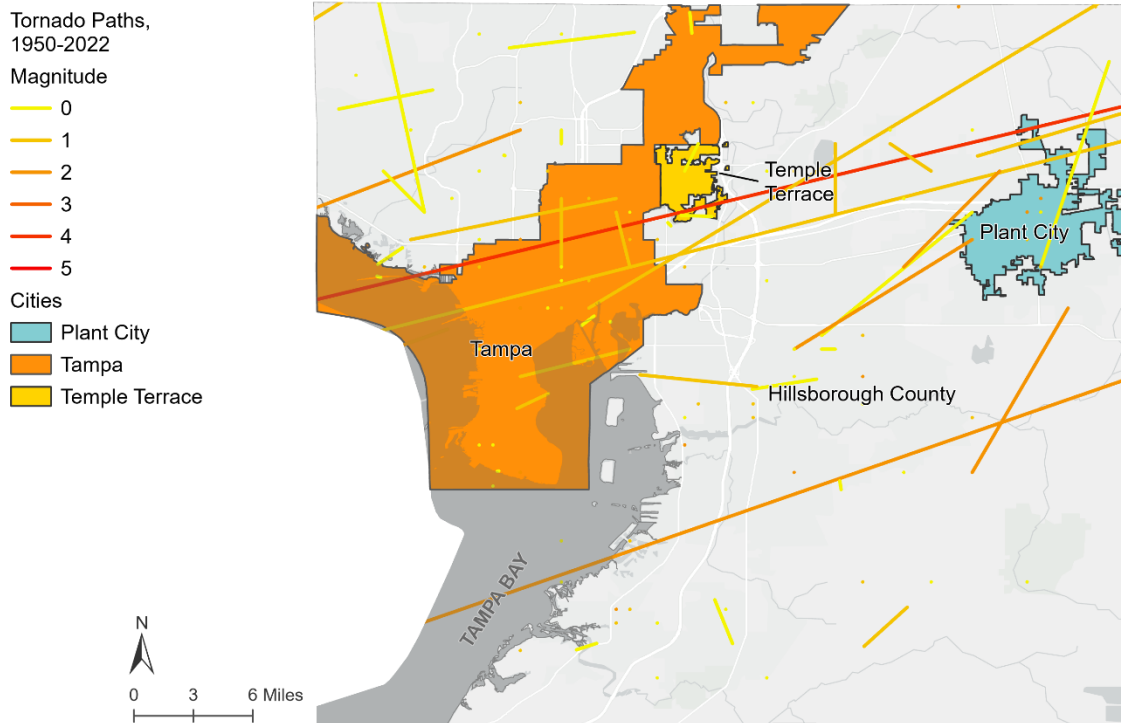 Tornado Paths,
1950-2022
Magnitude
0
1
2
3
4
5
Cities
Plant City
Tampa
Temple Terrace
Temple
Terrace
Plant City
Tampa
Hillsborough County
TAMPA BAY
N
0 3 6 Miles